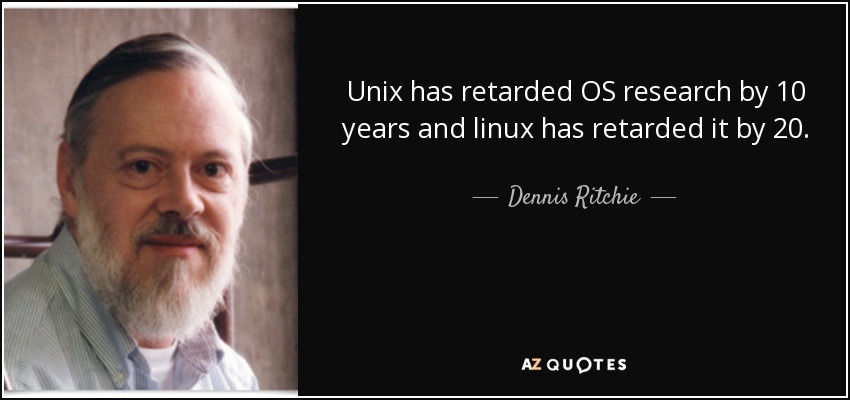 Unix has retarded OS research by 10
years and linux has retarded it by 20.
Dennis Ritchie
AZ QUOTES